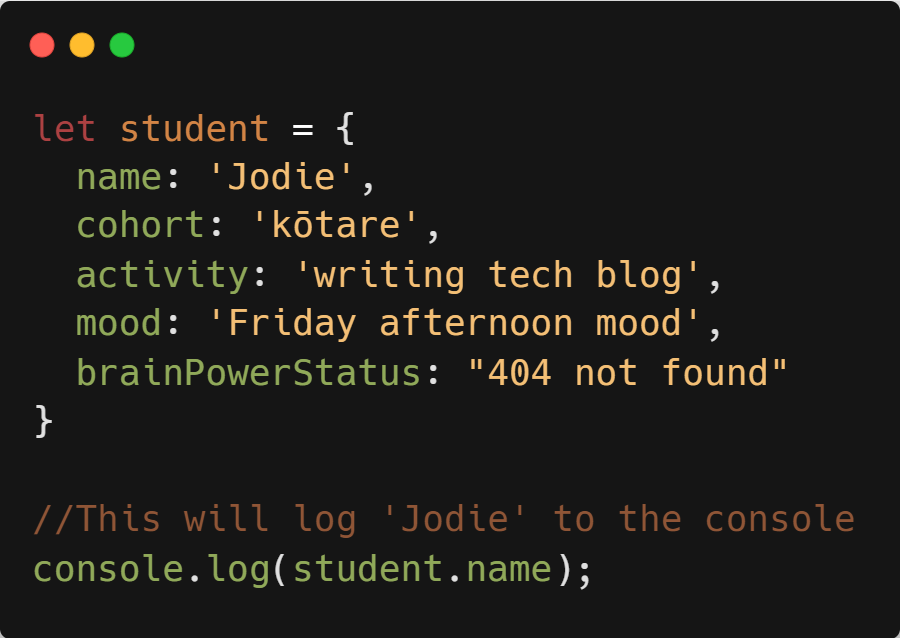 let student = {
  name: 'Jodie',
  cohort: 'kōtare',
  activity: 'writing tech blog',
  mood: 'Friday afternoon mood',
  brainPowerStatus: "404 not found"
}

//This will log 'Jodie' to the console
console.log(student.name);